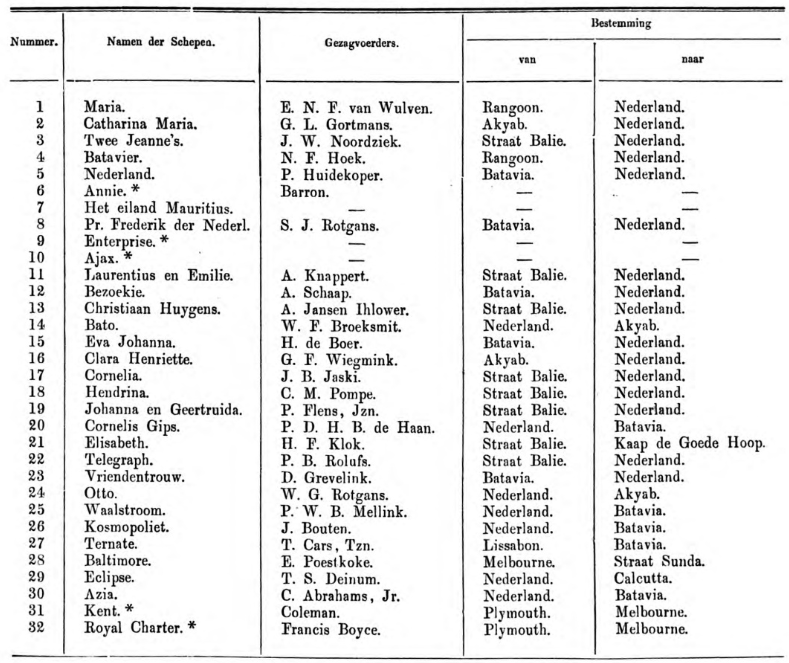 Bestemming
Nummer. Namen der Schepen. Gezagvoerders.
van naar
1 Maria. E. N. F. van Wulven. Rangoon. Nederland.
2 Catharina Maria. G. L. Gortmans. Akyab. Nederland.
3 Twee Jeanne's. J. W. Noordziek. Straat Balie. Nederland.
4 Batavier. N. F. Hoek. Rangoon. Nederland.
5 Nederland. P. Huidekoper. Batavia. Nederland.
6 Annie. * Barron. — —
7 Het eiland Mauritius. — — —
8 Pr. Frederik der Nederl. S. J. Rotgans. Batavia. Nederland.
9 Enterprise. * — — —
10 Ajax. * — — —
11 Laurentius en Emilie. A. Knappert. Straat Balie. Nederland.
12 Bezoekie. A. Schaap. Batavia. Nederland.
13 Christiaan Huygens. A. Jansen Ihlower. Straat Balie. Nederland.
14 Bato. W. F. Broeksmit. Nederland. Akyab.
15 Eva Johanna. H. de Boer. Batavia. Nederland.
16 Clara Henriette. G. F. Wiegmink. Akyab. Nederland.
17 Cornelia. J. B. Jaski. Straat Balie. Nederland.
18 Hendrina. C. M. Pompe. Straat Balie. Nederland.
19 Johanna en Geertruida. P. Flens, Jzn. Straat Balie. Nederland.
20 Cornelis Gips. P. D. H. B. de Haan. Nederland. Batavia.
21 Elisabeth. H. F. Klok. Straat Balie. Kaap de Goede Hoop.
22 Telegraph. P. B. Rolufs. Straat Balie. Nederland.
23 Vriendentrouw. D. Grevelink. Batavia. Nederland.
24 Otto. W. G. Rotgans. Nederland. Akyab.
25 Waalstroom. P. W. B. Mellink. Nederland. Batavia.
26 Kosmopoliet. J. Bouten. Nederland. Batavia.
27 Ternate. T. Cars, Tzn. Lissabon. Batavia.
28 Baltimore. E. Poestkoke. Melbourne. Straat Sunda.
29 Eclipse. T. S. Deinum. Nederland. Calcutta.
30 Azia. C. Abrahams, Jr. Nederland. Batavia.
31 Kent. * Coleman. Plymouth. Melbourne.
32 Royal Charter. * Francis Boyce. Plymouth. Melbourne.